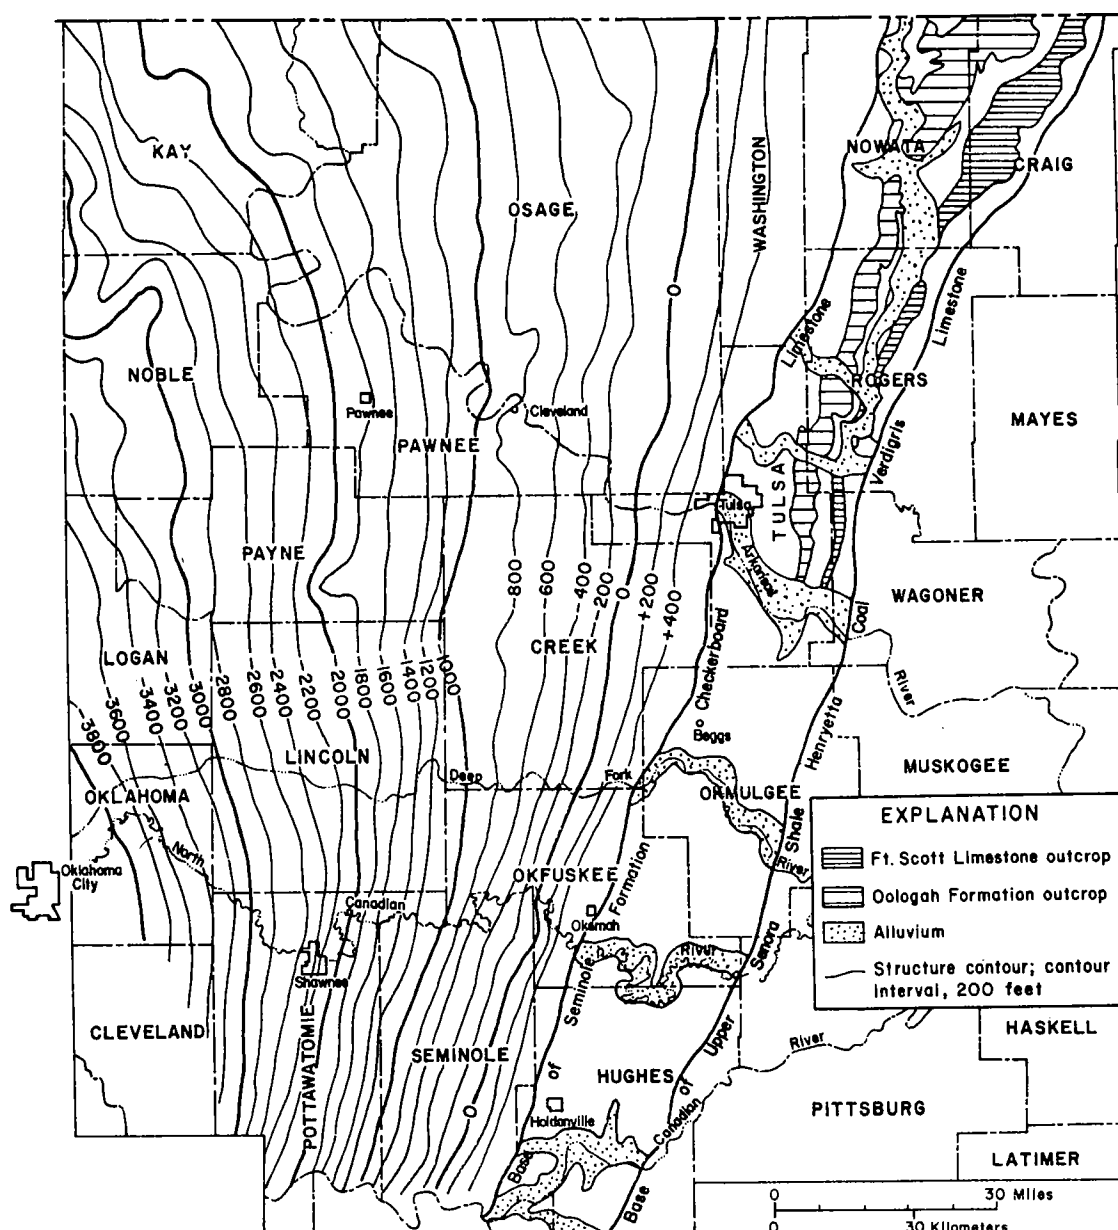 KAY
OSAGE
WASHINGTON
NOWATA
CRAIG
NOBLE
Pawnee
PAWNEE
Cleveland
0
Limestone
Limestone
ROGERS
MAYES
Verdigris
TULSA
Tulsa
Arkansas
River
PAYNE
WAGONER
Coal
LOGAN
CREEK
-3800
-3600
-3400
-3200
-3000
-2800
-2600
-2400
-2200
-2000
-1800
-1600
-1400
-1200
-1000
-800
-600
-400
-200
0
+200
+400
Checkerboard
Beggs
Henryetta
LINCOLN
Deep
Fork
River
OKLAHOMA
OKMULGEE
MUSKOGEE
Shale
North
Canadian
River
Oklahoma
City
OKFUSKEE
Okemah
Formation
Seminole
of
Base
Senora
Upper
of
Base
Shawnee
CLEVELAND
POTTAWATOMIE
SEMINOLE
0
HUGHES
Holdanville
Canadian
River
HASKELL
PITTSBURG
LATIMER
EXPLANATION
Ft. Scott Limestone outcrop
Oologah Formation outcrop
Alluvium
Structure contour; contour
interval, 200 feet
0 30 Miles
0 30 Kilometers